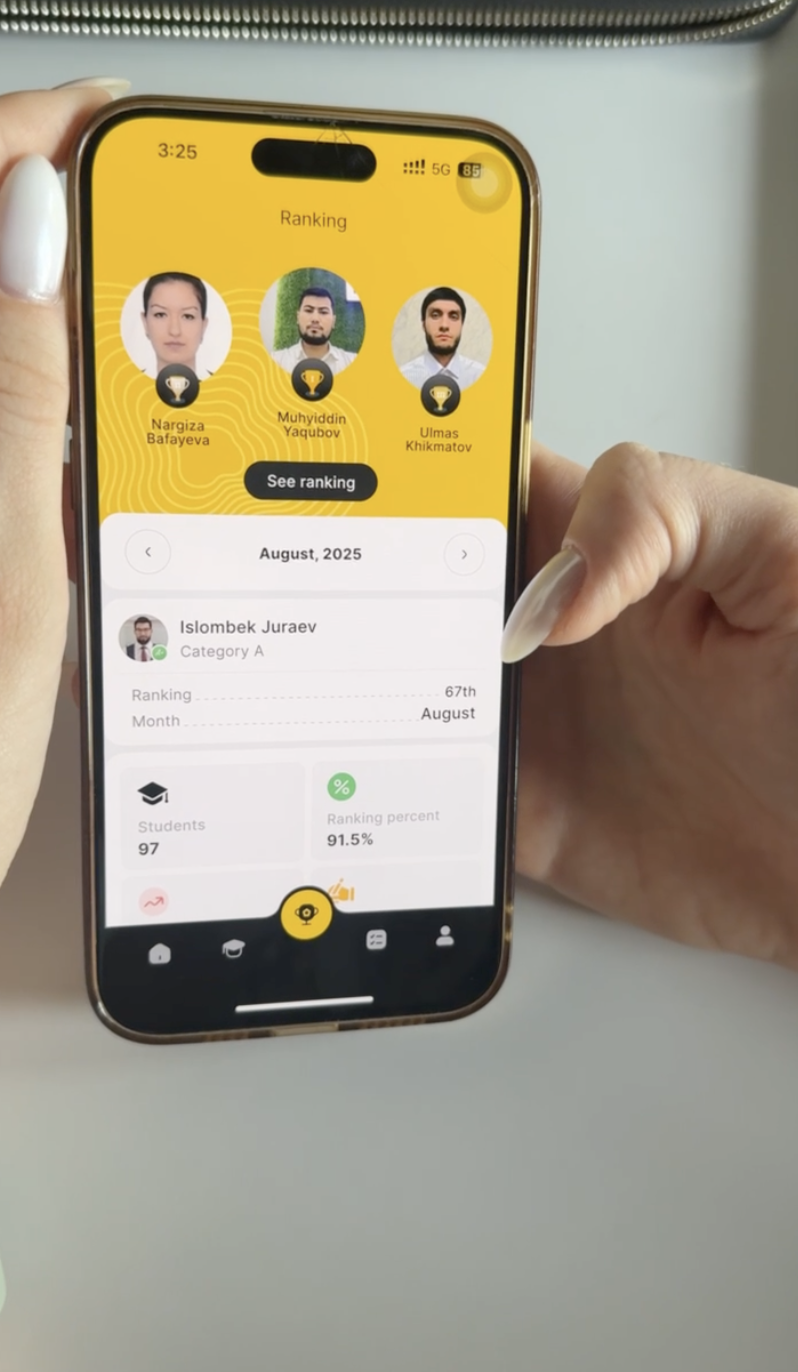 3:25
5G 85
Ranking
Nargiza
Bafayeva
Muhyiddin
Yaqubov
Ulmas
Khikmatov
See ranking
August, 2025
Islombek Juraev
Category A
Ranking 67th
Month August
Students
97
Ranking percent
91.5%